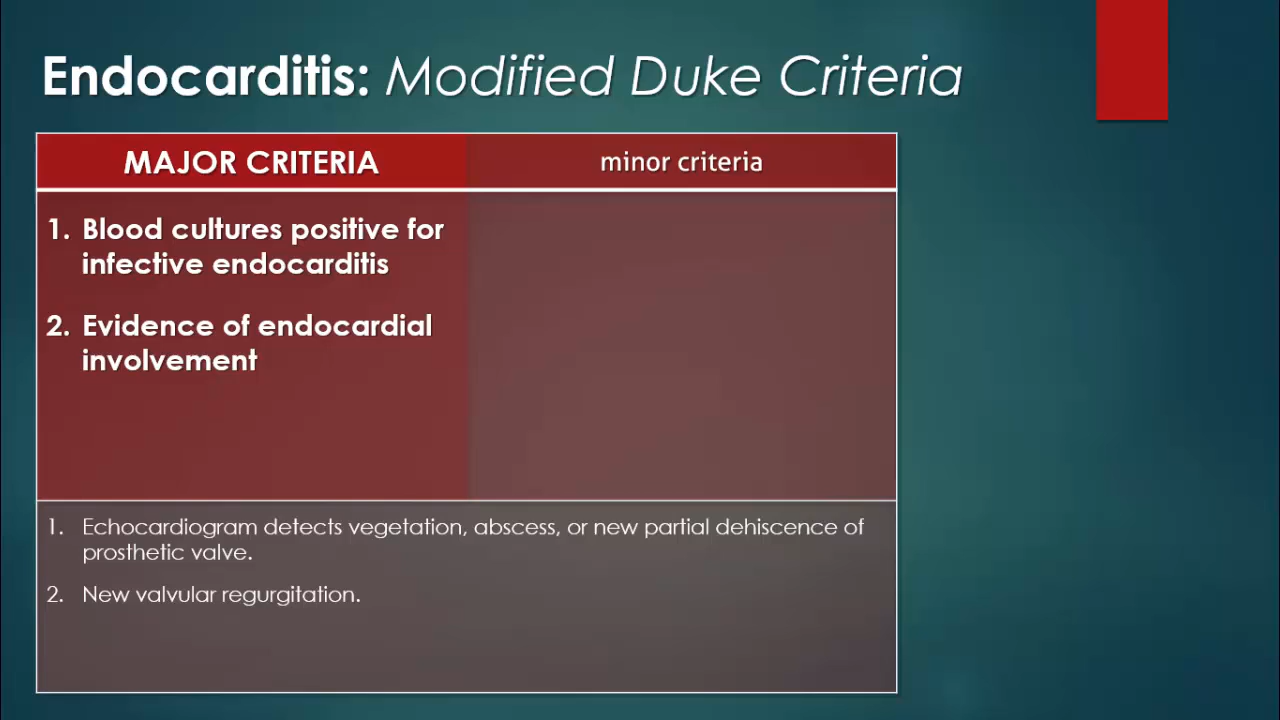 Endocarditis: Modified Duke Criteria
MAJOR CRITERIA
minor criteria
1. Blood cultures positive for
infective endocarditis
2. Evidence of endocardial
involvement
1. Echocardiogram detects vegetation, abscess, or new partial dehiscence of
prosthetic valve.
2. New valvular regurgitation.